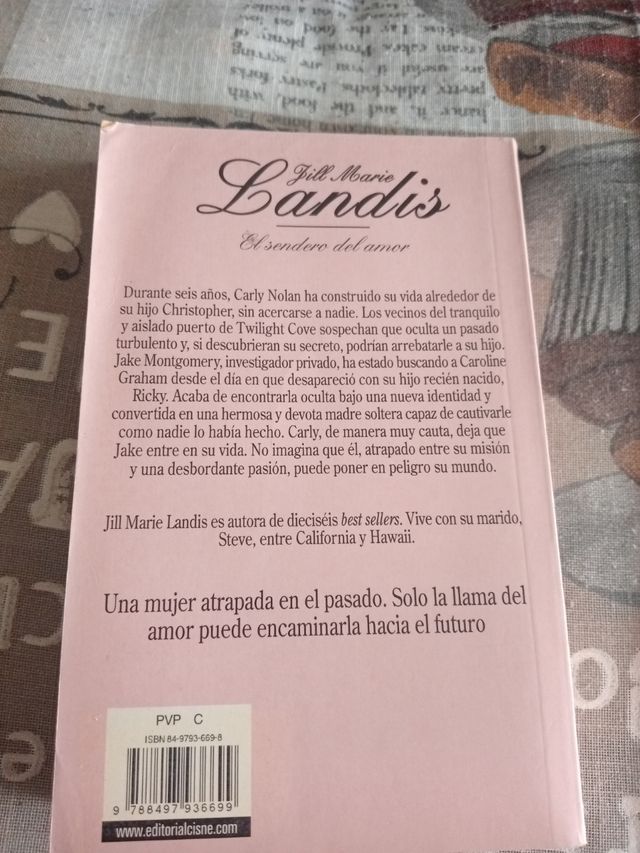 Jill Marie
Landis
El sendero del amor
Durante seis años, Carly Nolan ha construido su vida alrededor de
su hijo Christopher, sin acercarse a nadie. Los vecinos del tranquilo
y aislado puerto de Twilight Cove sospechan que oculta un pasado
turbulento y, si descubrieran su secreto, podrían arrebatarle a su hijo.
Jake Montgomery, investigador privado, ha estado buscando a Caroline
Graham desde el día en que desapareció con su hijo recién nacido,
Ricky. Acaba de encontrarla oculta bajo una nueva identidad y
convertida en una hermosa y devota madre soltera capaz de cautivarle
como nadie lo había hecho. Carly, de manera muy cauta, deja que
Jake entre en su vida. No imagina que él, atrapado entre su misión
y una desbordante pasión, puede poner en peligro su mundo.
Jill Marie Landis es autora de dieciséis best sellers. Vive con su marido,
Steve, entre California y Hawaii.
Una mujer atrapada en el pasado. Solo la llama del
amor puede encaminarla hacia el futuro
PVP C
ISBN 84-9793-669-8
9 788497 936699
www.editorialcisne.com